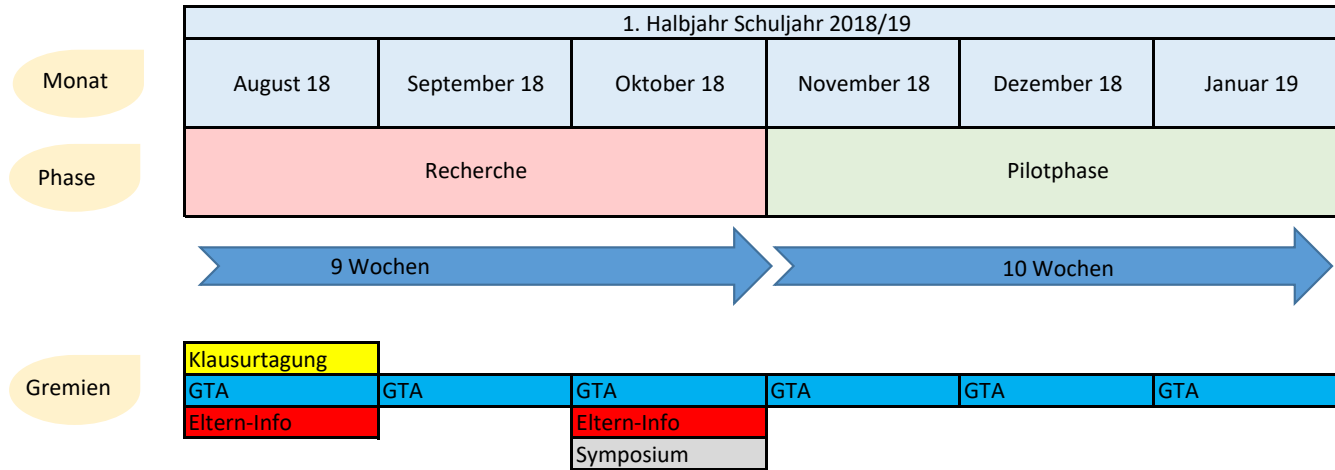 1. Halbjahr Schuljahr 2018/19
Monat
August 18
September 18
Oktober 18
November 18
Dezember 18
Januar 19
Phase
Recherche
Pilotphase
9 Wochen
10 Wochen
Gremien
Klausurtagung
GTA
GTA
GTA
GTA
GTA
GTA
Eltern-Info
Eltern-Info
Symposium